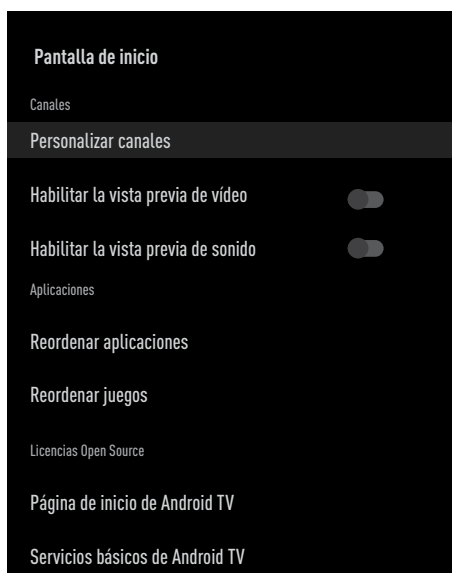 Pantalla de inicio
Canales
Personalizar canales
Habilitar la vista previa de vídeo
Habilitar la vista previa de sonido
Aplicaciones
Reordenar aplicaciones
Reordenar juegos
Licencias Open Source
Página de inicio de Android TV
Servicios básicos de Android TV